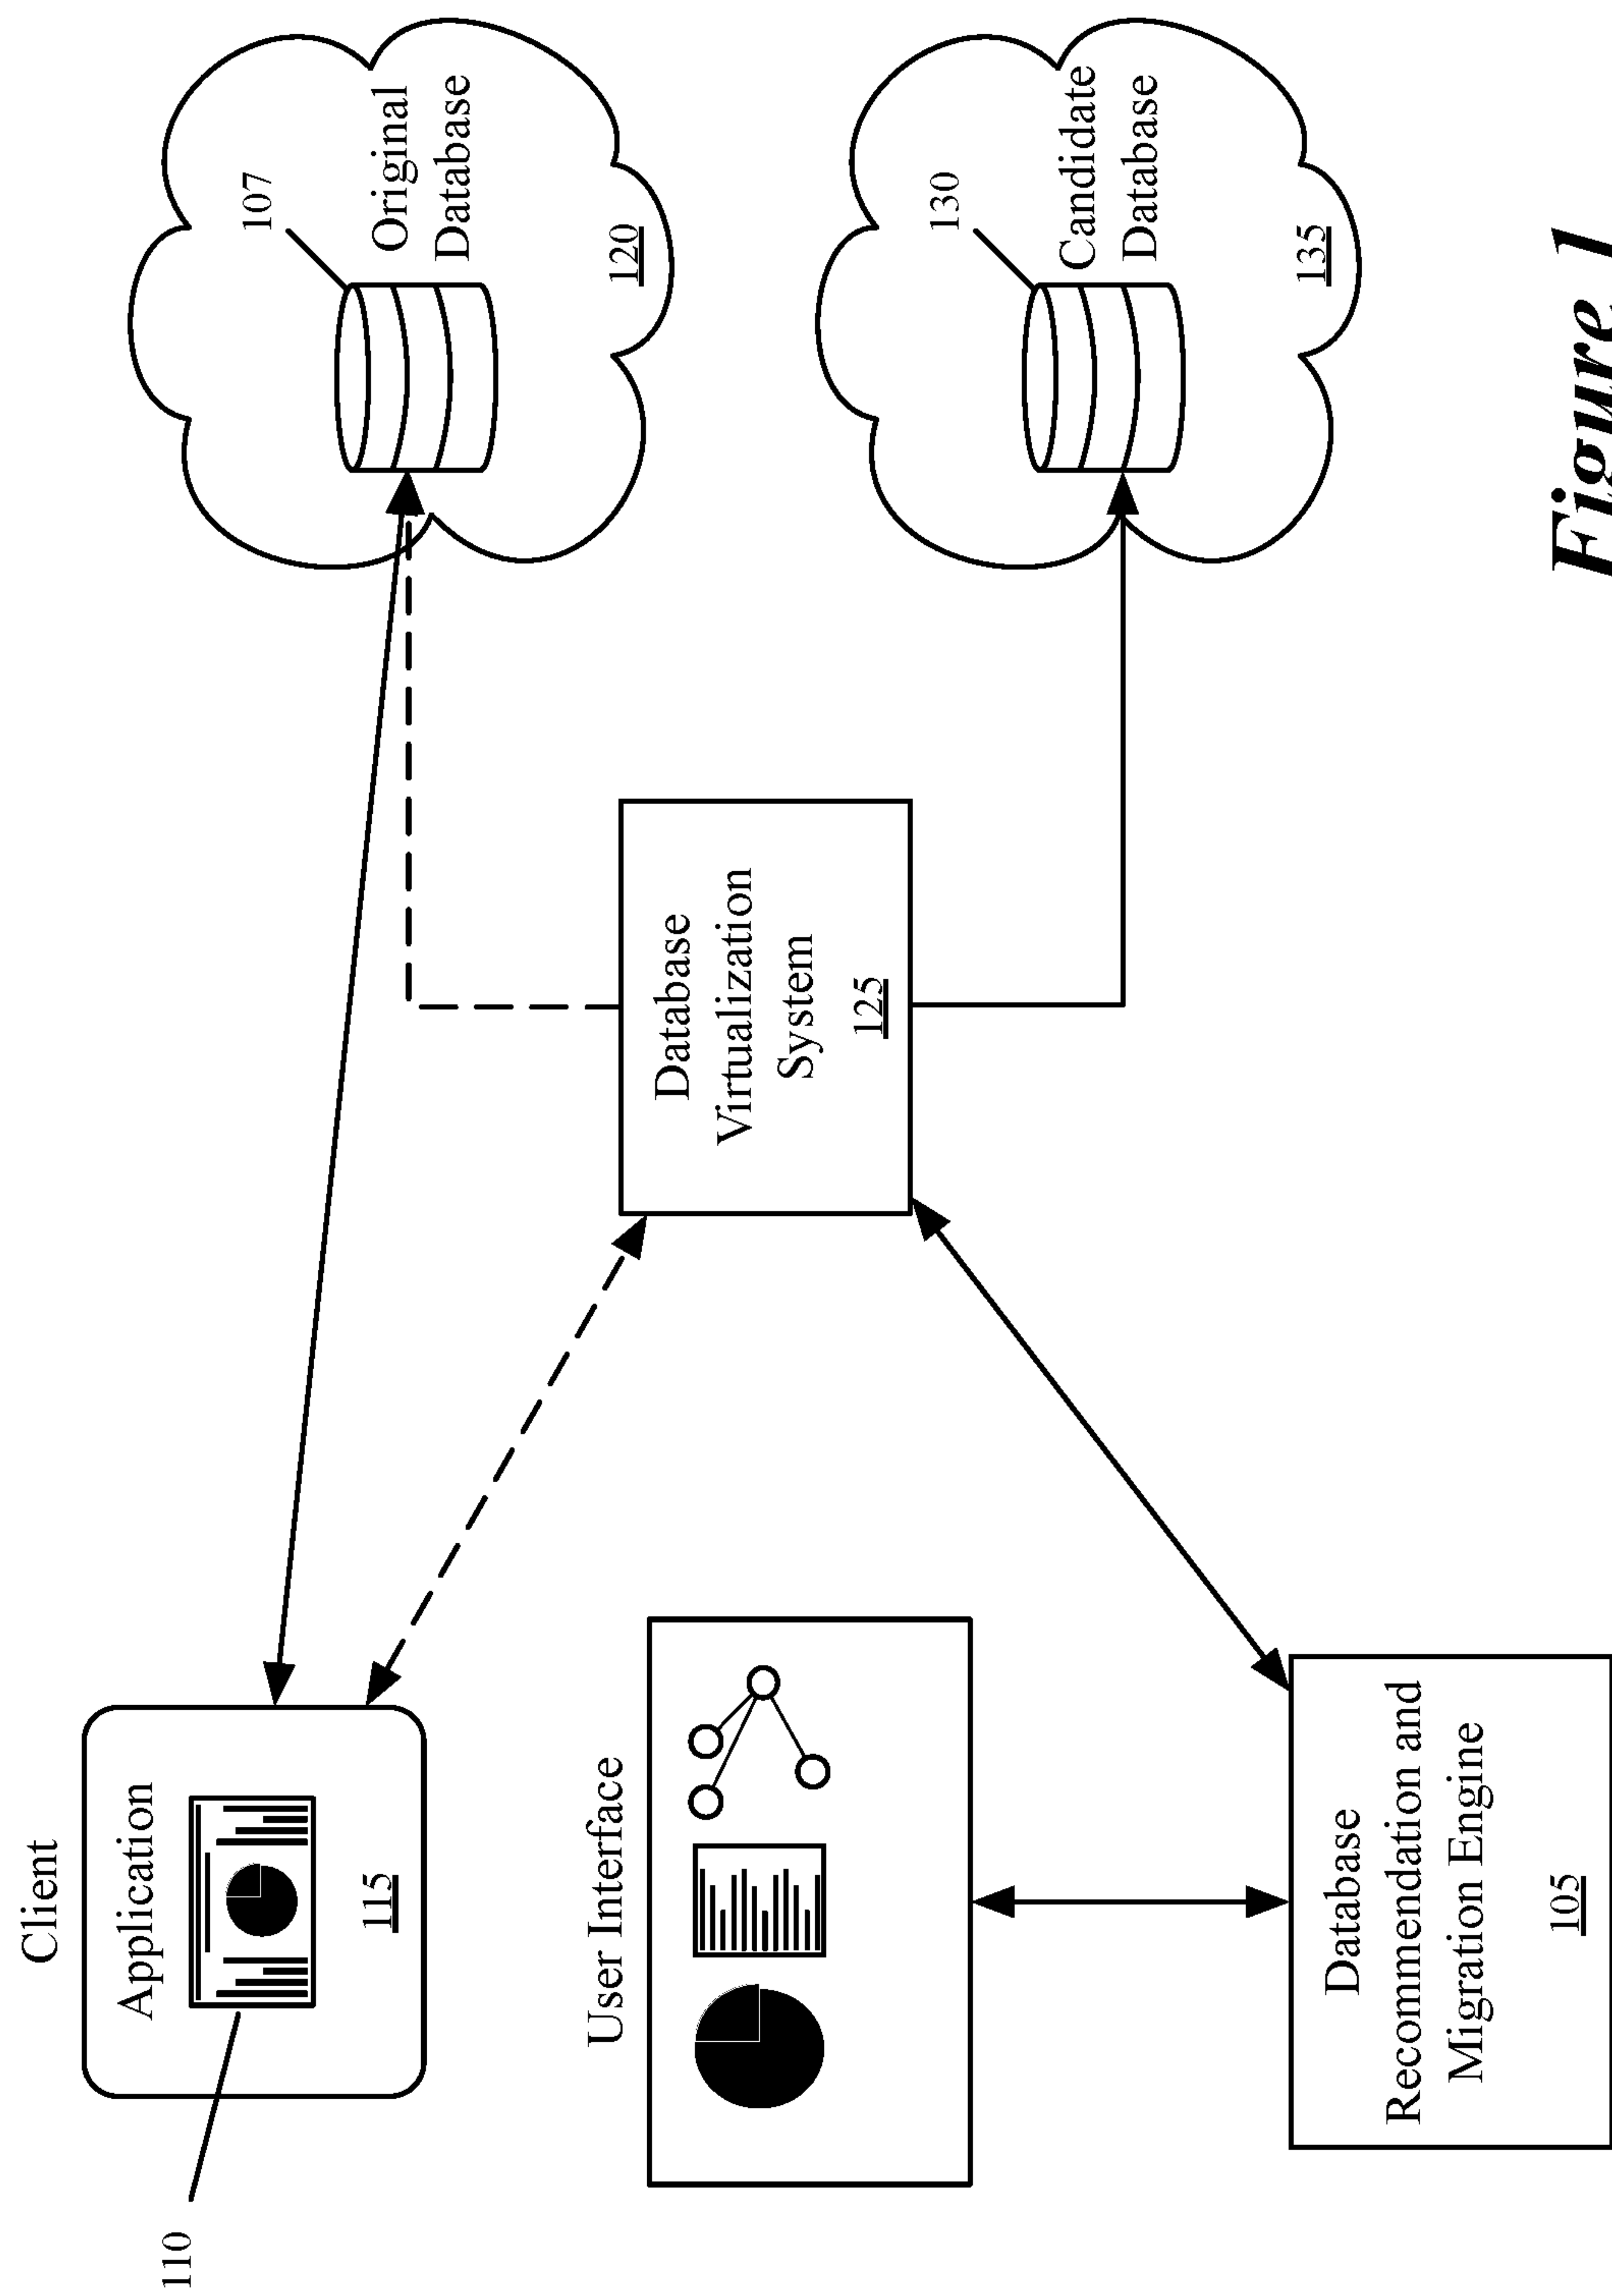 Client
Application
110
115
107
Original
Database
120
User Interface
Database
Virtualization
System
125
130
Candidate
Database
135
Database
Recommendation and
Migration Engine
105
Figure 1